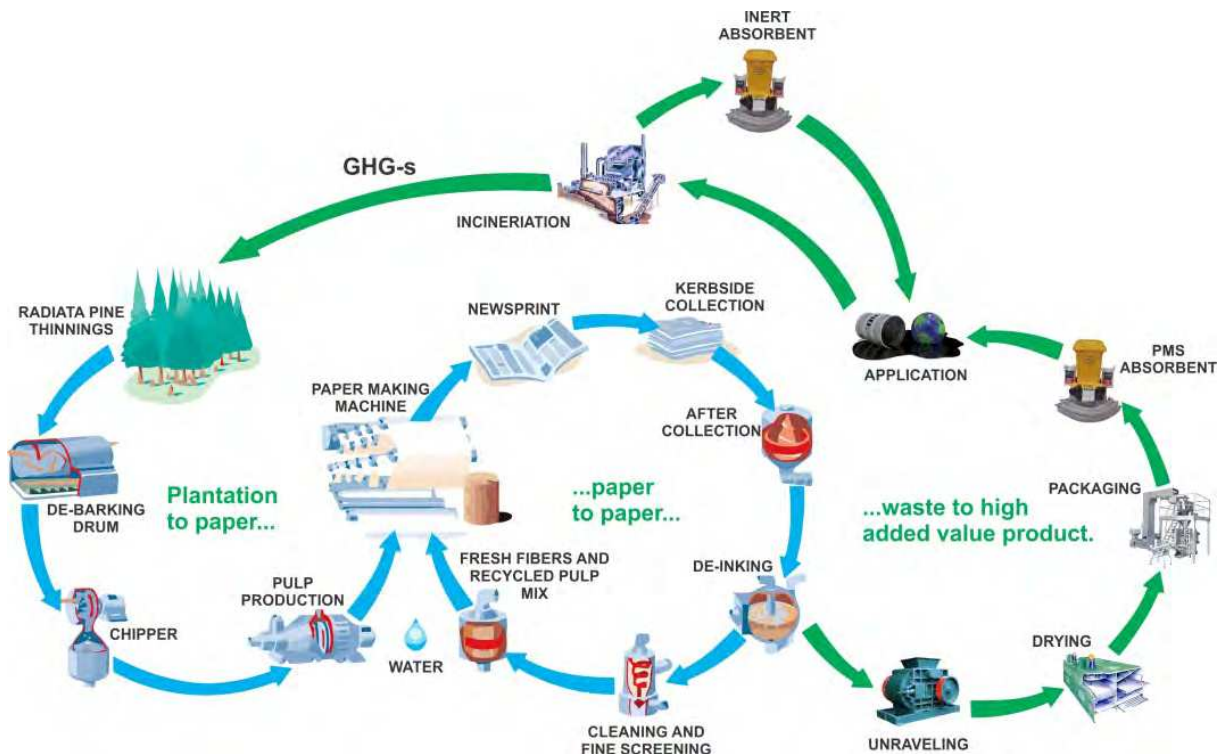 INERT
ABSORBENT
GHG-s
INCINERIATION
RADIATA PINE
THINNINGS
NEWSPRINT
KERBSIDE
COLLECTION
APPLICATION
PMS
ABSORBENT
PAPER MAKING
MACHINE
AFTER
COLLECTION
DE-BARKING
DRUM
Plantation
to paper...
...paper
to paper...
...waste to high
added value product.
PACKAGING
FRESH FIBERS AND
RECYCLED PULP
MIX
DE-INKING
PULP
PRODUCTION
CHIPPER
WATER
DRYING
CLEANING AND
FINE SCREENING
UNRAVELING